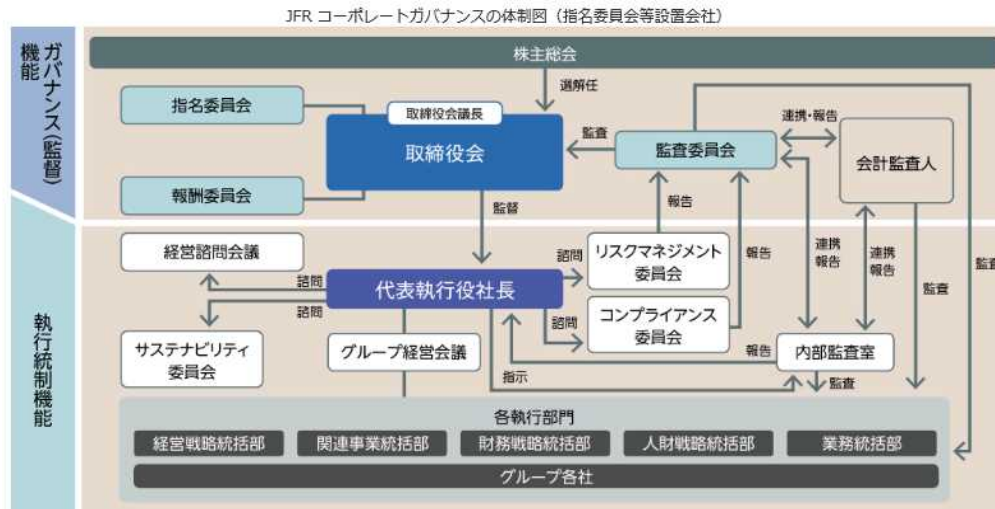 JFR コーポレートガバナンスの体制図（指名委員会等設置会社）
ガバナンス(監督)
機能
株主総会
選解任
指名委員会
取締役会議長
取締役会
監査
監査委員会
連携・報告
会計監査人
報酬委員会
監督
報告
経営諮問会議
諮問
諮問
代表執行役社長
諮問
リスクマネジメント
委員会
報告
連携
報告
連携
報告
監査
監査
執行統制機能
サステナビリティ
委員会
グループ経営会議
諮問
コンプライアンス
委員会
報告
内部監査室
指示
監査
各執行部門
経営戦略統括部
関連事業統括部
財務戦略統括部
人財戦略統括部
業務統括部
グループ各社